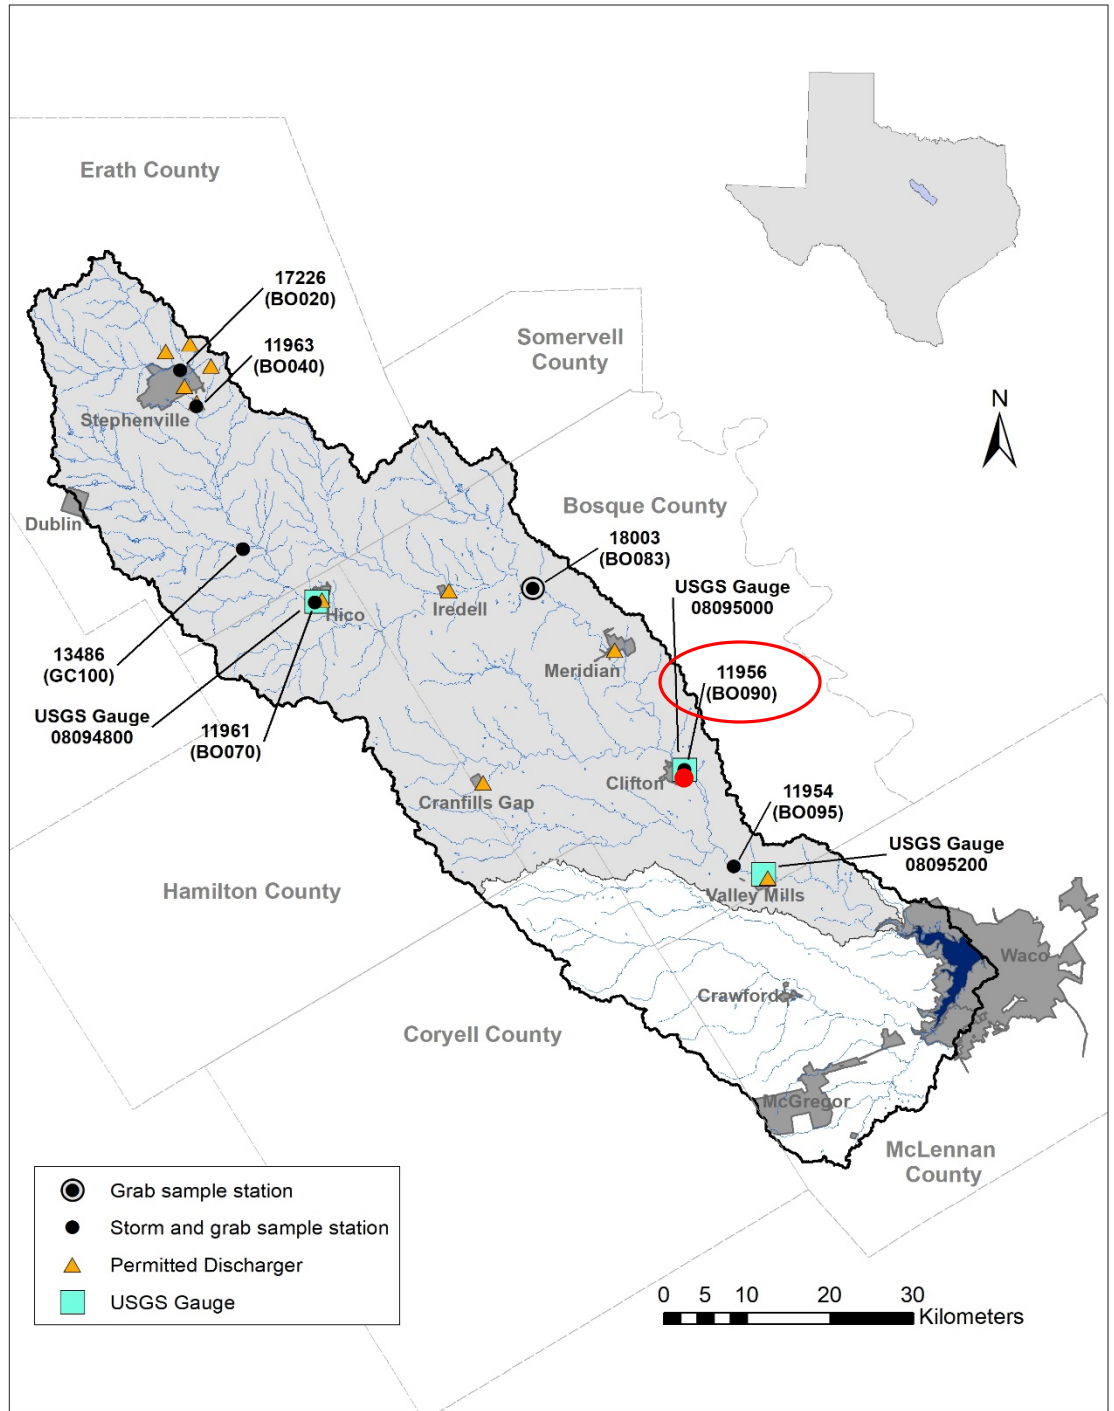 Erath County
17226
(BO020)
11963
(BO040)
Somervell
County
N
Stephenville
Dublin
Bosque County
18003
(BO083)
USGS Gauge
08095000
Iredell
Hico
13486
(GC100)
Meridian
11956
(BO090)
USGS Gauge
08094800
11961
(BO070)
Clifton
Cranfills Gap
11954
(BO095)
USGS Gauge
08095200
Hamilton County
Valley Mills
Waco
Crawford
Coryell County
McGregor
McLennan
County
Grab sample station
Storm and grab sample station
Permitted Discharger
USGS Gauge
0 5 10 20 30
Kilometers